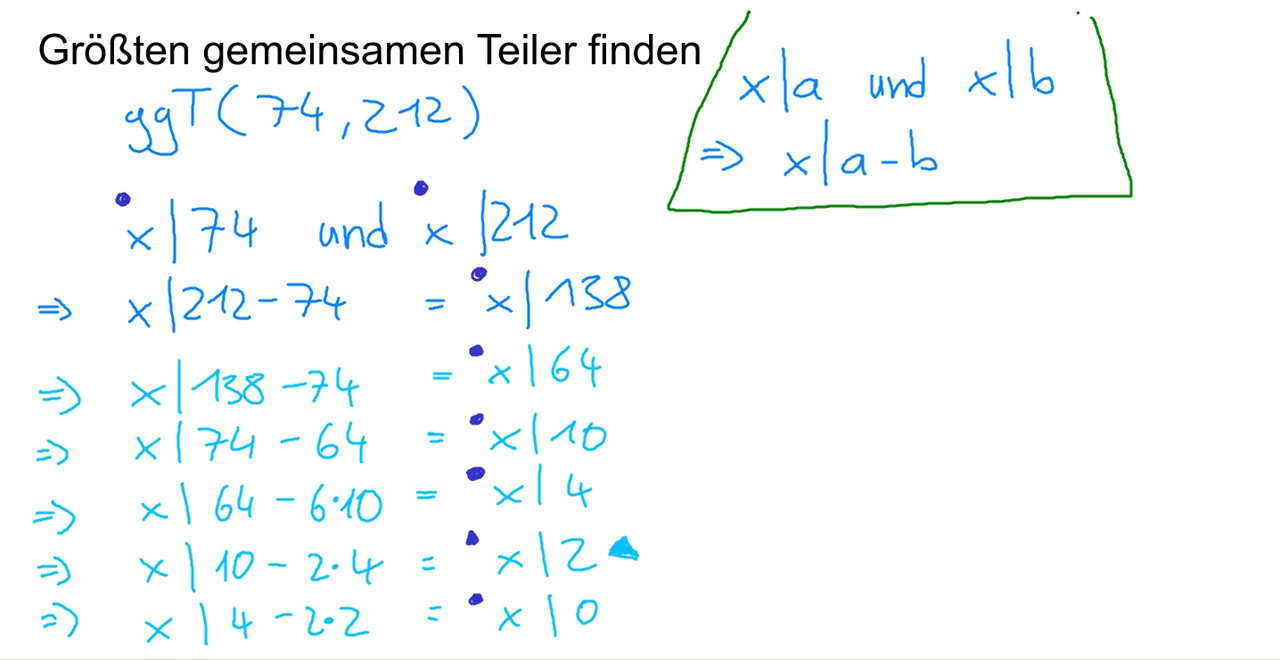 Größten gemeinsamen Teiler finden
ggT(74,212)
x|a und x|b
=> x|a-b
x|74 und x|212
=> x|212-74 = x|138
=> x|138-74 = x|64
=> x|74-64 = x|10
=> x|64-6·10 = x|4
=> x|10-2·4 = x|2
=> x|4-2·2 = x|0